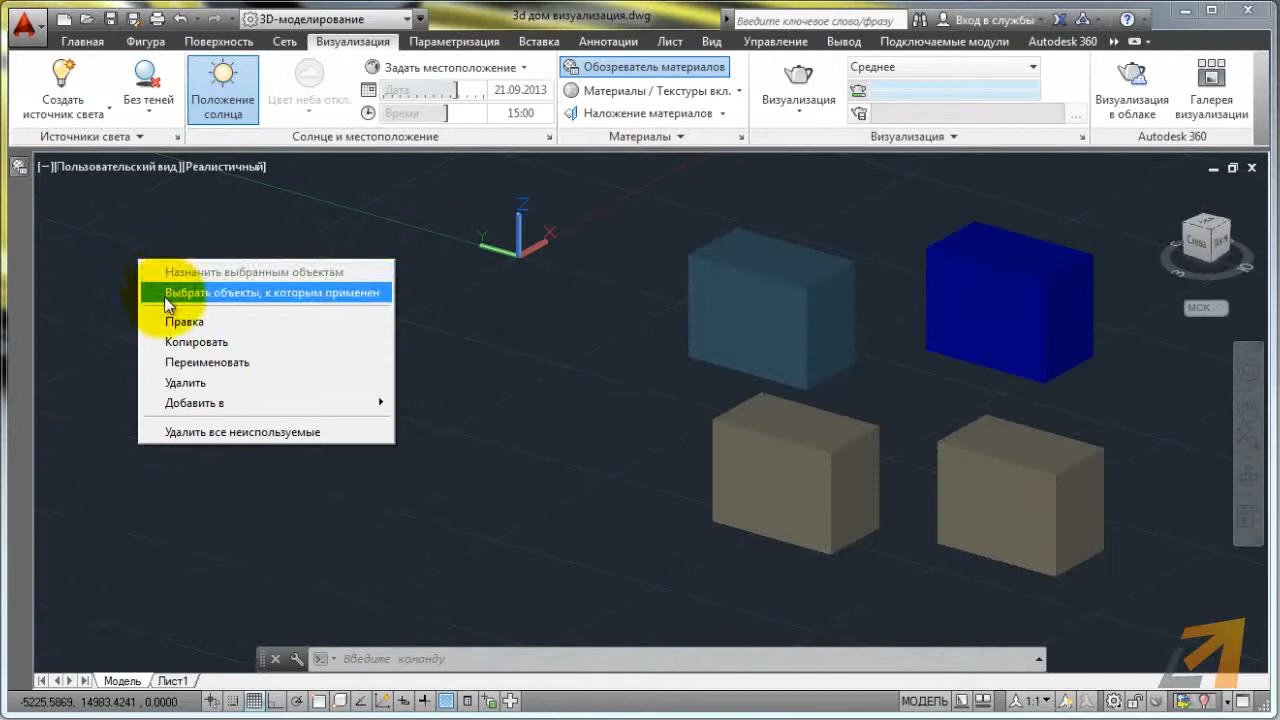 3D-моделирование
3d дом визуализация.dwg
Введите ключевое слово/фразу
Вход в службы
Главная Фигура Поверхность Сеть Визуализация Параметризация Вставка Аннотации Лист Вид Управление Вывод Подключаемые модули Autodesk 360
Создать источник света
Без теней
Положение солнца
Цвет неба откл.
Задать местоположение
Дата 21.09.2013
Время 15:00
Обозреватель материалов
Материалы / Текстуры вкл.
Наложение материалов
Визуализация
Среднее
...
Визуализация в облаке
Галерея визуализации
Источники света
Солнце и местоположение
Материалы
Визуализация
Autodesk 360
[−][Пользовательский вид][Реалистичный]
Z
Y
X
Слева
МСК
Назначить выбранным объектам
Выбрать объекты, к которым применен
Правка
Копировать
Переименовать
Удалить
Добавить в
Удалить все неиспользуемые
Введите команду
Модель Лист1
-5225.5869, 14983.4241 , 0.0000
МОДЕЛЬ
1:1